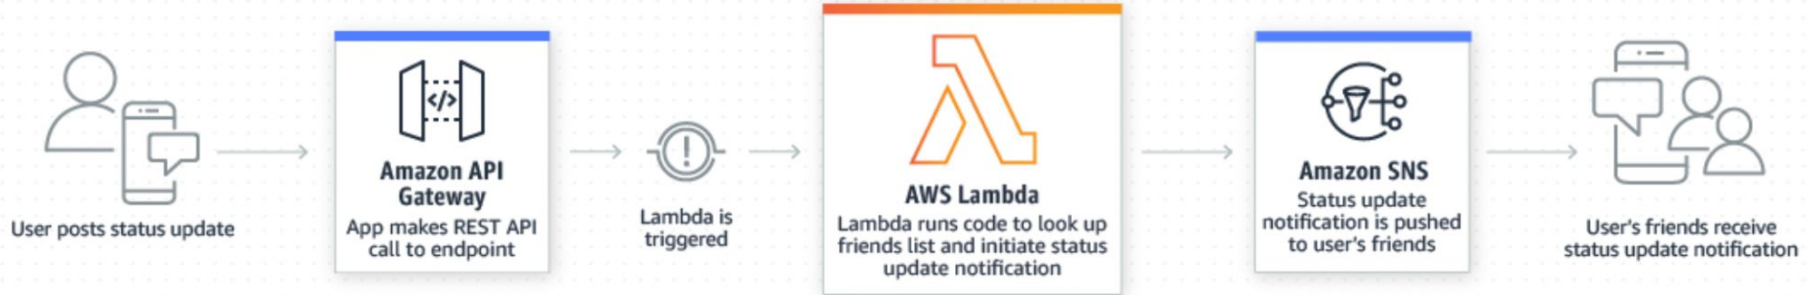 User posts status update
</>
Amazon API
Gateway
App makes REST API
call to endpoint
!
Lambda is
triggered
AWS Lambda
Lambda runs code to look up
friends list and initiate status
update notification
Amazon SNS
Status update
notification is pushed
to user's friends
User's friends receive
status update notification